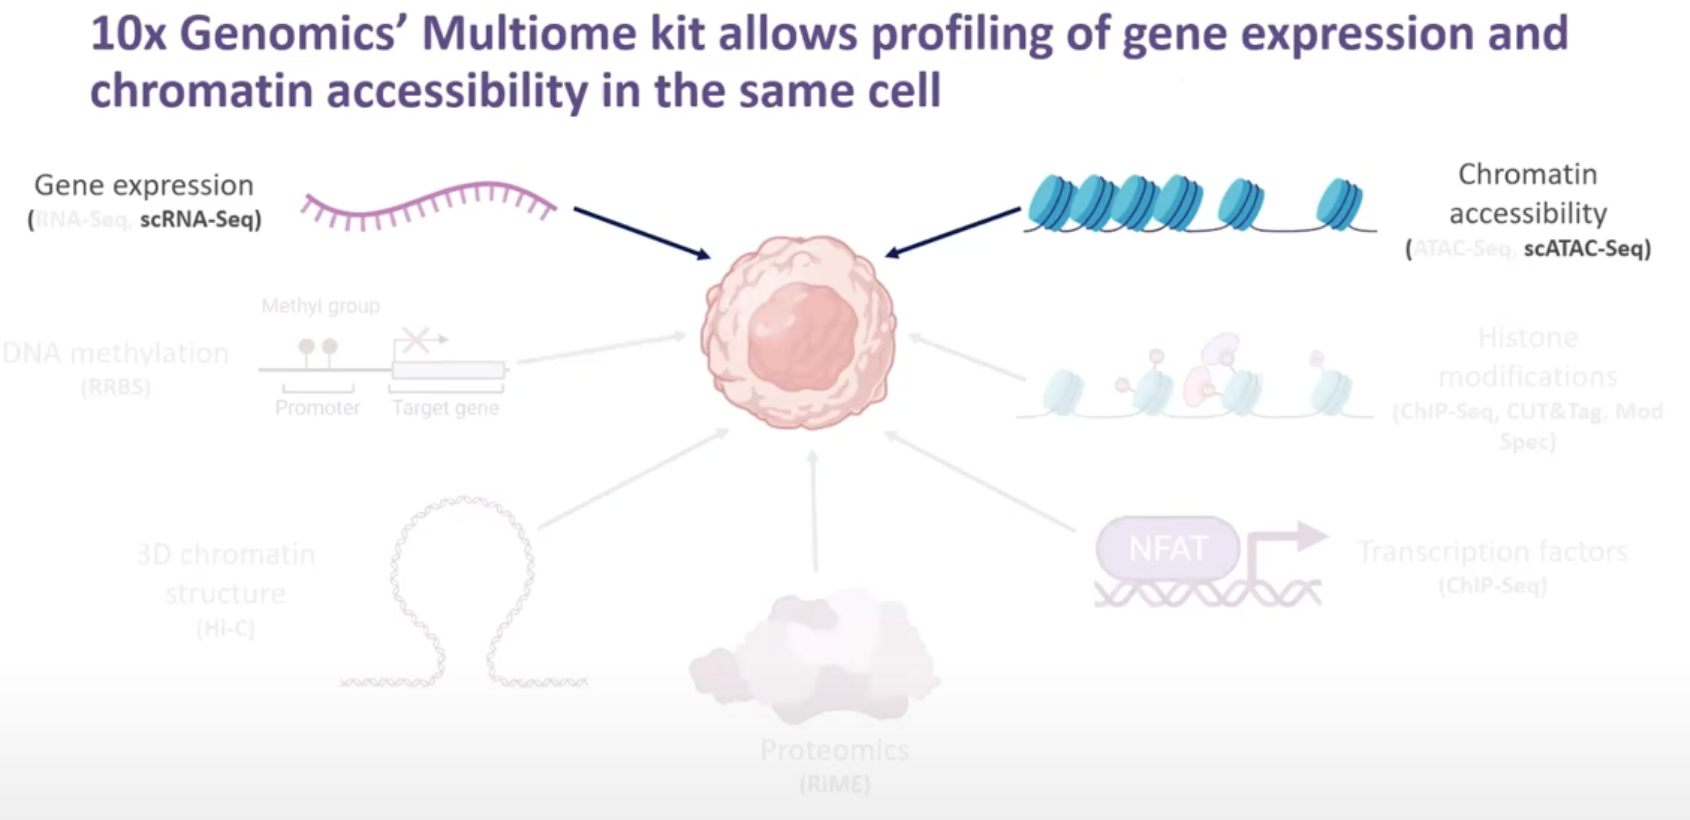 10x Genomics’ Multiome kit allows profiling of gene expression and
chromatin accessibility in the same cell
Gene expression
(RNA-Seq, scRNA-Seq)
Chromatin
accessibility
(ATAC-Seq, scATAC-Seq)
Methyl group
DNA methylation
(RRBS)
Promoter
Target gene
Histone
modifications
(ChIP-Seq, CUT&Tag, Mod
Spec)
3D chromatin
structure
(Hi-C)
NFAT
Transcription factors
(ChIP-Seq)
Proteomics
(RIME)